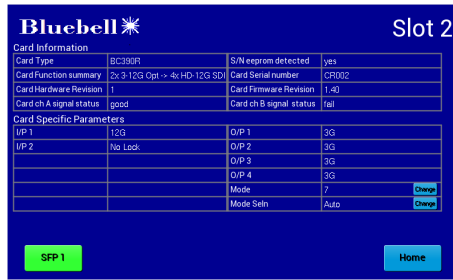 Bluebell Slot 2
Card Information
Card Type BC390R S/N eeprom detected yes
Card Function summary 2x 3-12G Opt -> 4x HD-12G SDI Card Serial number CR002
Card Hardware Revision 1 Card Firmware Revision 1.40
Card ch A signal status good Card ch B signal status fail
Card Specific Parameters
I/P 1 12G O/P 1 3G
I/P 2 No Lock O/P 2 3G
O/P 3 3G
O/P 4 3G
Mode 7 Change
Mode Seln Auto Change
SFP 1 Home